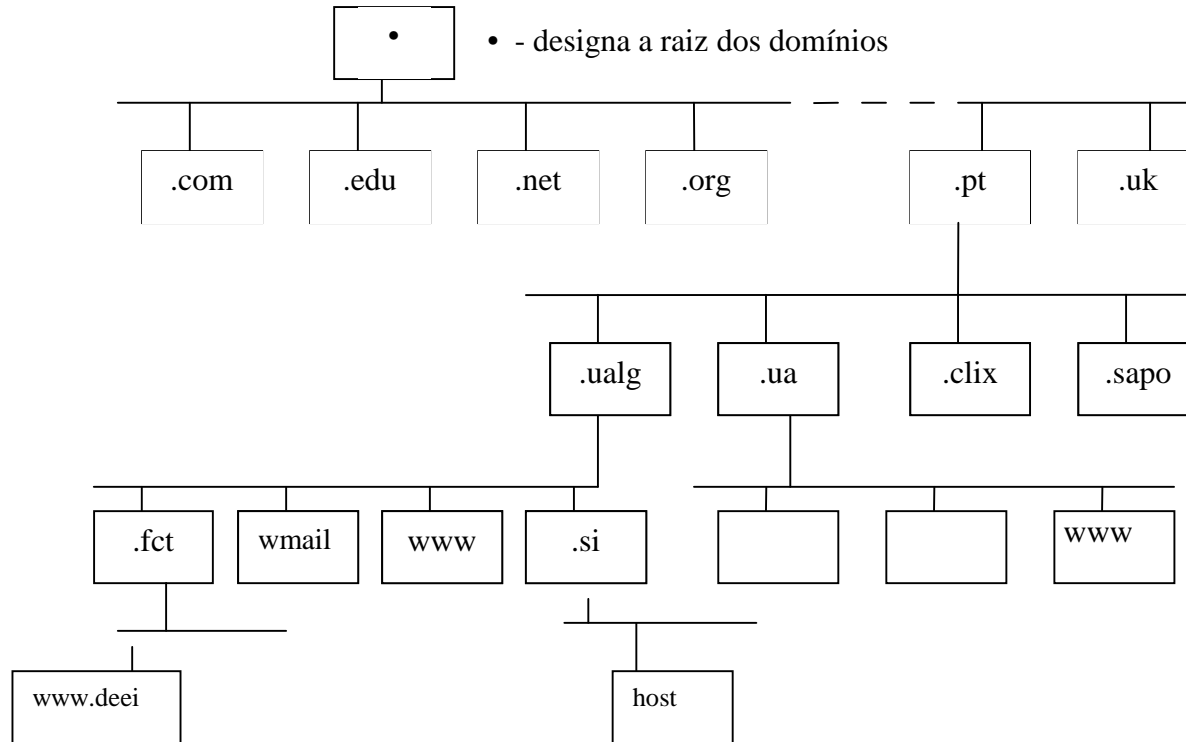 • • - designa a raiz dos domínios
.com .edu .net .org .pt .uk
.ualg .ua .clix .sapo
.fct wmail www .si www
www.deei host